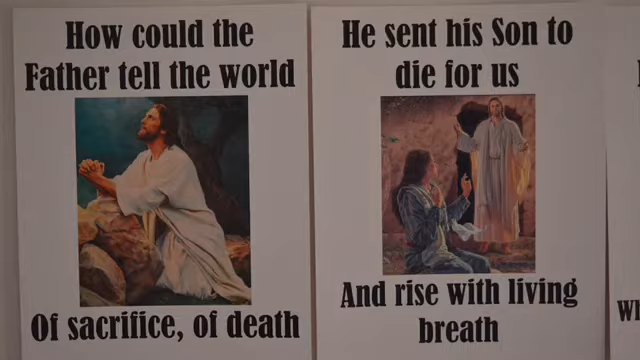 How could the
Father tell the world
Of sacrifice, of death
He sent his Son to
die for us
And rise with living
breath